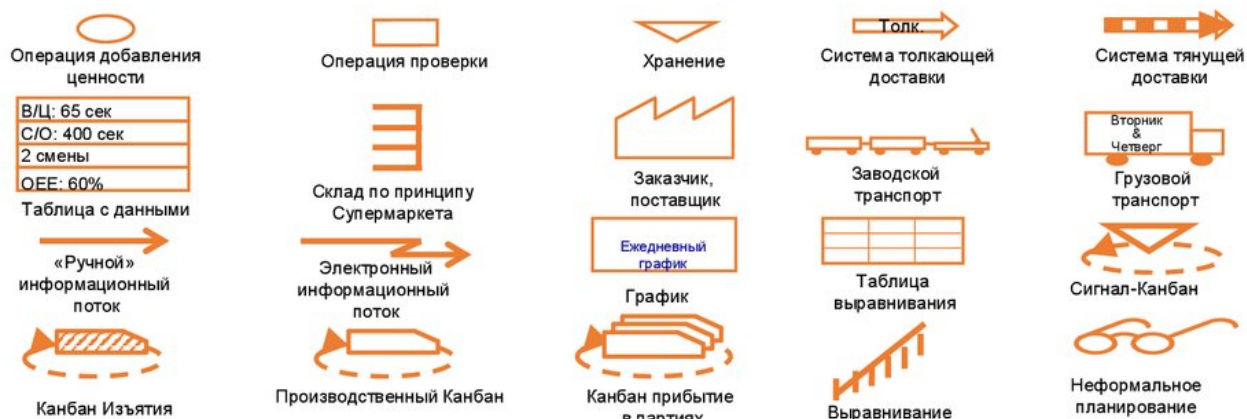 Операция добавления
ценности
Операция проверки
Хранение
Толк.
Система толкающей
доставки
Система тянущей
доставки
В/Ц: 65 сек
С/О: 400 сек
2 смены
OEE: 60%
Таблица с данными
Склад по принципу
Супермаркета
Заказчик,
поставщик
Заводской
транспорт
Вторник
&
Четверг
Грузовой
транспорт
«Ручной»
информационный
поток
Электронный
информационный
поток
Ежедневный
график
График
Таблица
выравнивания
Сигнал-Канбан
Канбан Изъятия
Производственный Канбан
Канбан прибытие
в партиях
Выравнивание
Неформальное
планирование